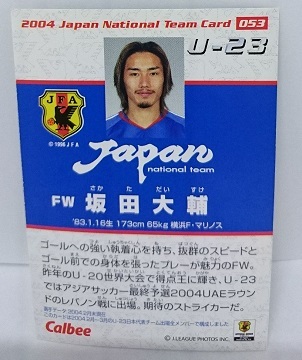 2004 Japan National Team Card 053
U-23
JFA
© 1996 JFA
Japan
national team
さか た だい すけ
FW 坂田大輔
'83.1.16生 173cm 65kg 横浜F・マリノス
ゴールへの強い執着心を持ち、抜群のスピードと
ゴール前での身体を張ったプレーが魅力のFW。
昨年のU-20世界大会で得点王に輝き、U-23
ではアジアサッカー最終予選2004UAEラウン
ドのレバノン戦に出場。期待のストライカーだ。
Calbee
© J.LEAGUE PHOTOS INC.